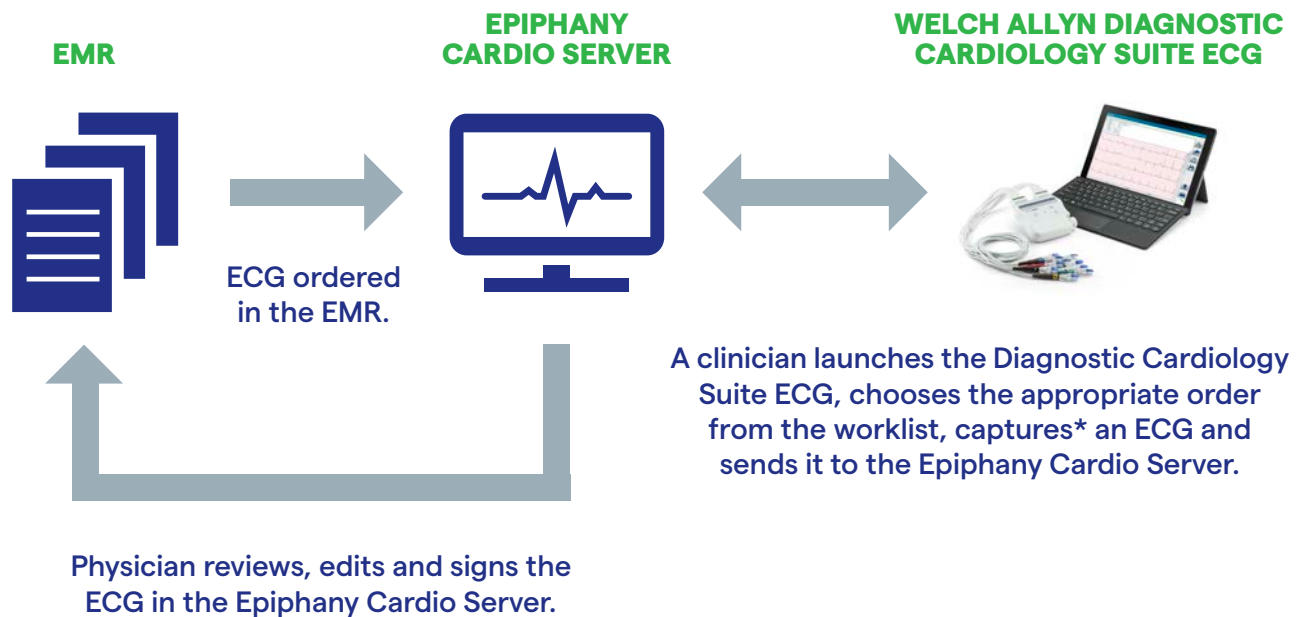 EMR
EPIPHANY
CARDIO SERVER
WELCH ALLYN DIAGNOSTIC
CARDIOLOGY SUITE ECG
ECG ordered
in the EMR.
A clinician launches the Diagnostic Cardiology
Suite ECG, chooses the appropriate order
from the worklist, captures* an ECG and
sends it to the Epiphany Cardio Server.
Physician reviews, edits and signs the
ECG in the Epiphany Cardio Server.